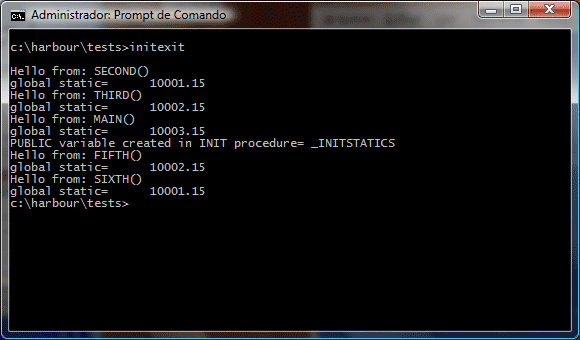 Administrador: Prompt de Comando
c:\harbour\tests>initexit
Hello from: SECOND()
global static=      10001.15
Hello from: THIRD()
global static=      10002.15
Hello from: MAIN()
global static=      10003.15
PUBLIC variable created in INIT procedure= _INITSTATICS
Hello from: FIFTH()
global static=      10002.15
Hello from: SIXTH()
global static=      10001.15
c:\harbour\tests>